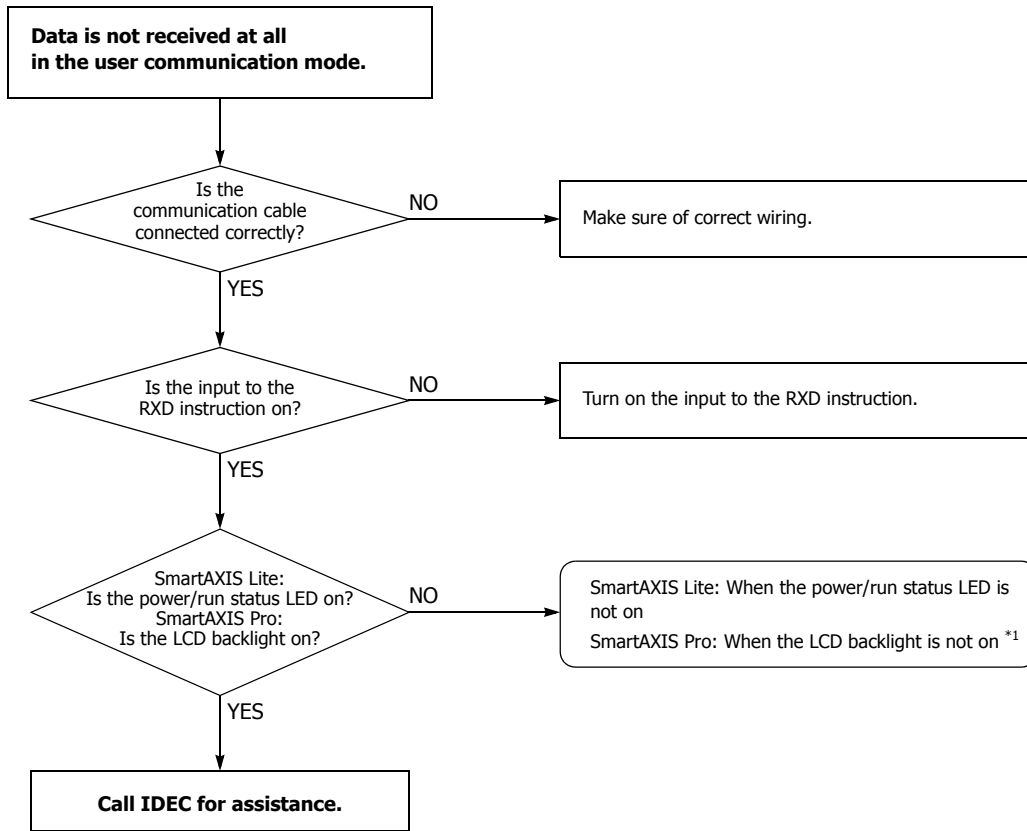 Data is not received at all
in the user communication mode.
Is the
communication cable
connected correctly?
NO
Make sure of correct wiring.
YES
Is the input to the
RXD instruction on?
NO
Turn on the input to the RXD instruction.
YES
SmartAXIS Lite:
Is the power/run status LED on?
SmartAXIS Pro:
Is the LCD backlight on?
NO
SmartAXIS Lite: When the power/run status LED is
not on
SmartAXIS Pro: When the LCD backlight is not on *1
YES
Call IDEC for assistance.